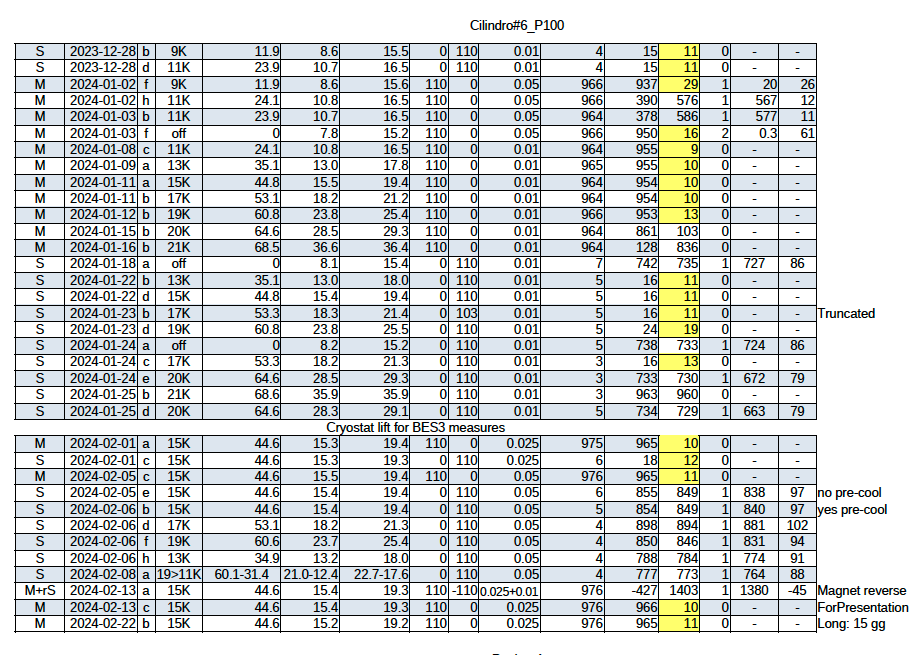 Cilindro#6_P100
S 2023-12-28 b 9K 11.9 8.6 15.5 0 110 0.01 4 15 11 0 - -
S 2023-12-28 d 11K 23.9 10.7 16.5 0 110 0.01 4 15 11 0 - -
M 2024-01-02 f 9K 11.9 8.6 15.6 110 0 0.05 966 937 29 1 20 26
M 2024-01-02 h 11K 24.1 10.8 16.5 110 0 0.05 966 390 576 1 567 12
M 2024-01-03 b 11K 23.9 10.7 16.5 110 0 0.05 964 378 586 1 577 11
M 2024-01-03 f off 0 7.8 15.2 110 0 0.05 966 950 16 2 0.3 61
M 2024-01-08 c 11K 24.1 10.8 16.5 110 0 0.01 964 955 9 0 - -
M 2024-01-09 a 13K 35.1 13.0 17.8 110 0 0.01 965 955 10 0 - -
M 2024-01-11 a 15K 44.8 15.5 19.4 110 0 0.01 964 954 10 0 - -
M 2024-01-11 b 17K 53.1 18.2 21.2 110 0 0.01 964 954 10 0 - -
M 2024-01-12 b 19K 60.8 23.8 25.4 110 0 0.01 966 953 13 0 - -
M 2024-01-15 b 20K 64.6 28.5 29.3 110 0 0.01 964 861 103 0 - -
M 2024-01-16 b 21K 68.5 36.6 36.4 110 0 0.01 964 128 836 0 - -
S 2024-01-18 a off 0 8.1 15.4 0 110 0.01 7 742 735 1 727 86
S 2024-01-22 b 13K 35.1 13.0 18.0 0 110 0.01 5 16 11 0 - -
S 2024-01-22 d 15K 44.8 15.4 19.4 0 110 0.01 5 16 11 0 - -
S 2024-01-23 b 17K 53.3 18.3 21.4 0 103 0.01 5 16 11 0 - - Truncated
S 2024-01-23 d 19K 60.8 23.8 25.5 0 110 0.01 5 24 19 0 - -
S 2024-01-24 a off 0 8.2 15.2 0 110 0.01 5 738 733 1 724 86
S 2024-01-24 c 17K 53.3 18.2 21.3 0 110 0.01 3 16 13 0 - -
S 2024-01-24 e 20K 64.6 28.5 29.3 0 110 0.01 3 733 730 1 672 79
S 2024-01-25 b 21K 68.6 35.9 35.9 0 110 0.01 3 963 960 0 - -
S 2024-01-25 d 20K 64.6 28.3 29.1 0 110 0.01 5 734 729 1 663 79
Cryostat lift for BES3 measures
M 2024-02-01 a 15K 44.6 15.3 19.4 110 0 0.025 975 965 10 0 - -
S 2024-02-01 c 15K 44.6 15.3 19.3 0 110 0.025 6 18 12 0 - -
M 2024-02-05 c 15K 44.6 15.5 19.4 110 0 0.05 976 965 11 0 - -
S 2024-02-05 e 15K 44.6 15.4 19.4 0 110 0.05 6 855 849 1 838 97 no pre-cool
S 2024-02-06 b 15K 44.6 15.4 19.4 0 110 0.05 5 854 849 1 840 97 yes pre-cool
S 2024-02-06 d 17K 53.1 18.2 21.3 0 110 0.05 4 898 894 1 881 102
S 2024-02-06 f 19K 60.6 23.7 25.4 0 110 0.05 4 850 846 1 831 94
S 2024-02-06 h 13K 34.9 13.2 18.0 0 110 0.05 4 788 784 1 774 91
S 2024-02-08 a 19>11K 60.1-31.4 21.0-12.4 22.7-17.6 0 110 0.05 4 777 773 1 764 88
M+rS 2024-02-13 a 15K 44.6 15.4 19.3 110 -110 0.025+0.01 976 -427 1403 1 1380 -45 Magnet reverse
M 2024-02-13 c 15K 44.6 15.4 19.3 110 0 0.025 976 966 10 0 - - ForPresentation
M 2024-02-22 b 15K 44.6 15.2 19.2 110 0 0.025 976 965 11 0 - - Long: 15 gg